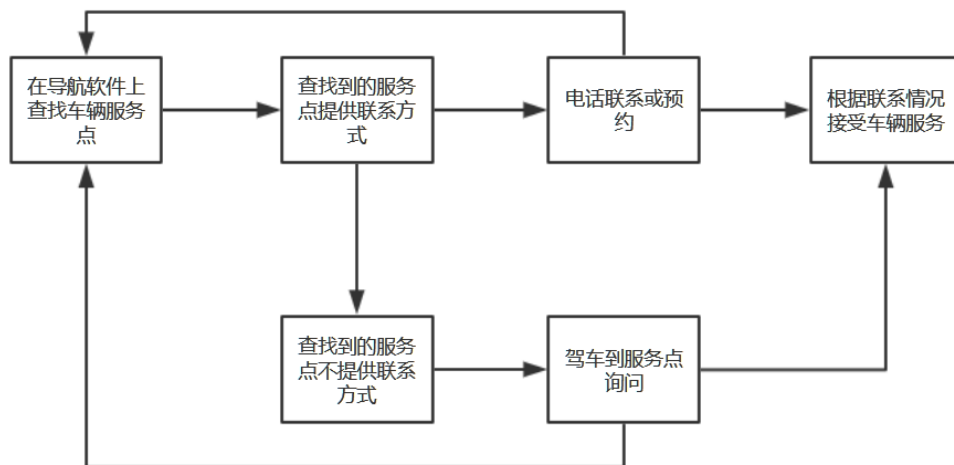 在导航软件上
查找车辆服务
点
查找到的服务
点提供联系方
式
电话联系或预
约
根据联系情况
接受车辆服务
查找到的服务
点不提供联系
方式
驾车到服务点
询问